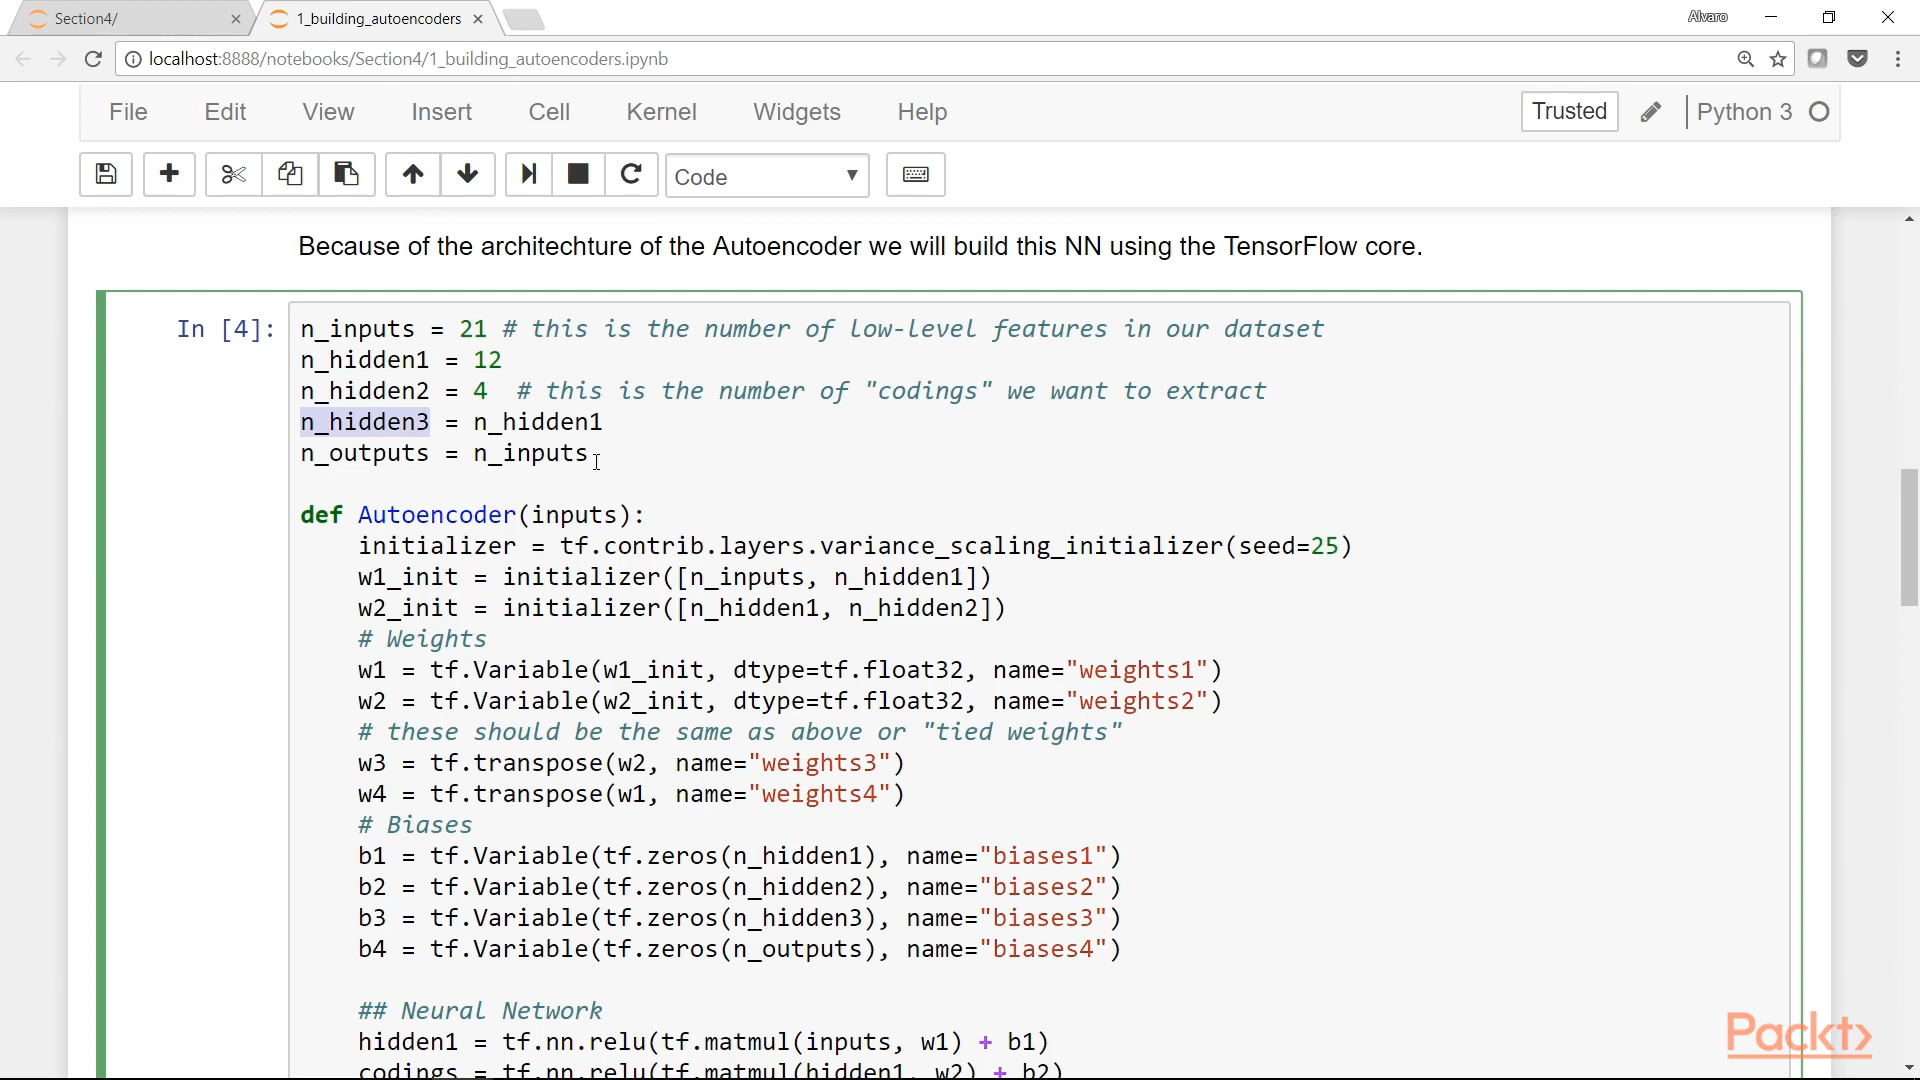 Section4/
1_building_autoencoders
Alvaro
localhost:8888/notebooks/Section4/1_building_autoencoders.ipynb
File Edit View Insert Cell Kernel Widgets Help Trusted Python 3
Code
Because of the architechture of the Autoencoder we will build this NN using the TensorFlow core.
In [4]: n_inputs = 21 # this is the number of low-level features in our dataset
n_hidden1 = 12
n_hidden2 = 4  # this is the number of "codings" we want to extract
n_hidden3 = n_hidden1
n_outputs = n_inputs
def Autoencoder(inputs):
    initializer = tf.contrib.layers.variance_scaling_initializer(seed=25)
    w1_init = initializer([n_inputs, n_hidden1])
    w2_init = initializer([n_hidden1, n_hidden2])
    # Weights
    w1 = tf.Variable(w1_init, dtype=tf.float32, name="weights1")
    w2 = tf.Variable(w2_init, dtype=tf.float32, name="weights2")
    # these should be the same as above or "tied weights"
    w3 = tf.transpose(w2, name="weights3")
    w4 = tf.transpose(w1, name="weights4")
    # Biases
    b1 = tf.Variable(tf.zeros(n_hidden1), name="biases1")
    b2 = tf.Variable(tf.zeros(n_hidden2), name="biases2")
    b3 = tf.Variable(tf.zeros(n_hidden3), name="biases3")
    b4 = tf.Variable(tf.zeros(n_outputs), name="biases4")
    ## Neural Network
    hidden1 = tf.nn.relu(tf.matmul(inputs, w1) + b1)
    codings = tf.nn.relu(tf.matmul(hidden1, w2) + b2)
Packt>